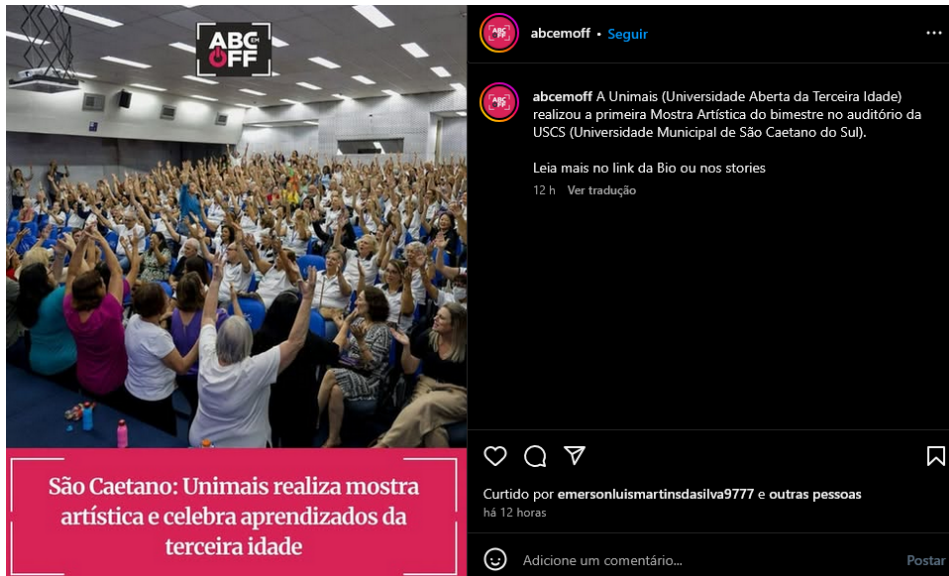 ABC EM
OFF
São Caetano: Unimais realiza mostra
artística e celebra aprendizados da
terceira idade
abcemoff • Seguir
abcemoff A Unimais (Universidade Aberta da Terceira Idade)
realizou a primeira Mostra Artística do bimestre no auditório da
USCS (Universidade Municipal de São Caetano do Sul).
Leia mais no link da Bio ou nos stories
12 h Ver tradução
Curtido por emersonluismartinsdasilva9777 e outras pessoas
há 12 horas
Adicione um comentário...
Postar